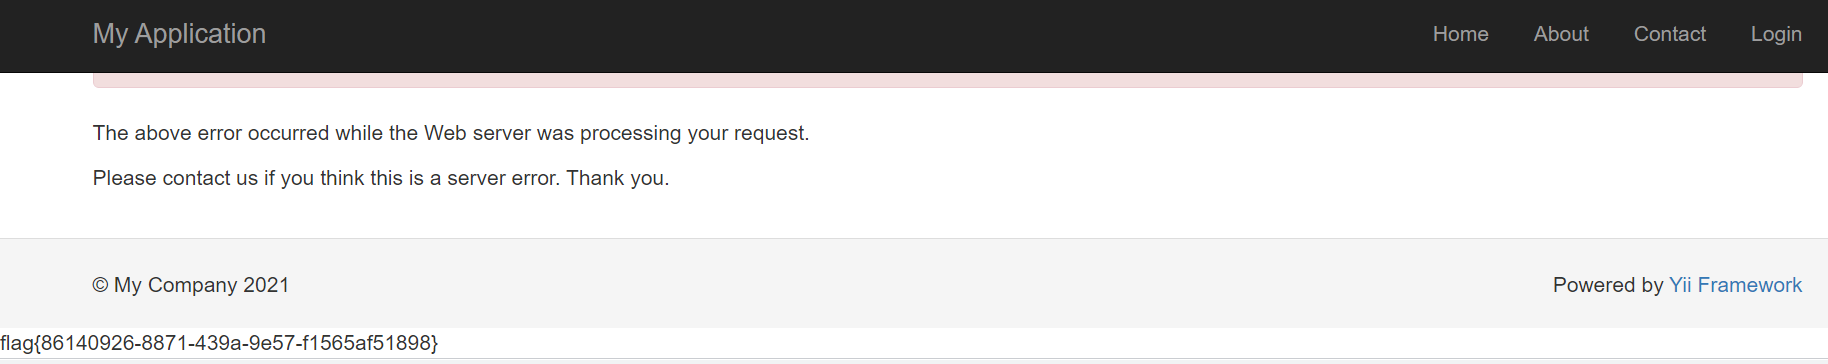 My Application Home About Contact Login
The above error occurred while the Web server was processing your request.
Please contact us if you think this is a server error. Thank you.
© My Company 2021 Powered by Yii Framework
flag{86140926-8871-439a-9e57-f1565af51898}